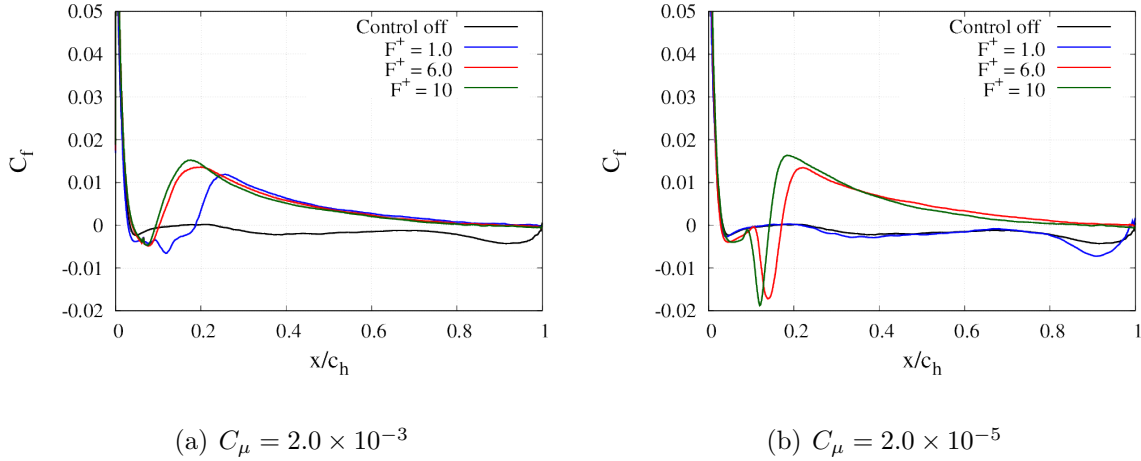 0.05
0.04
0.03
0.02
0.01
0
-0.01
-0.02
C_f
Control off
F^+ = 1.0
F^+ = 6.0
F^+ = 10
0 0.2 0.4 0.6 0.8 1
x/c_h
(a) C_μ = 2.0 × 10^{-3}
0.05
0.04
0.03
0.02
0.01
0
-0.01
-0.02
C_f
Control off
F^+ = 1.0
F^+ = 6.0
F^+ = 10
0 0.2 0.4 0.6 0.8 1
x/c_h
(b) C_μ = 2.0 × 10^{-5}